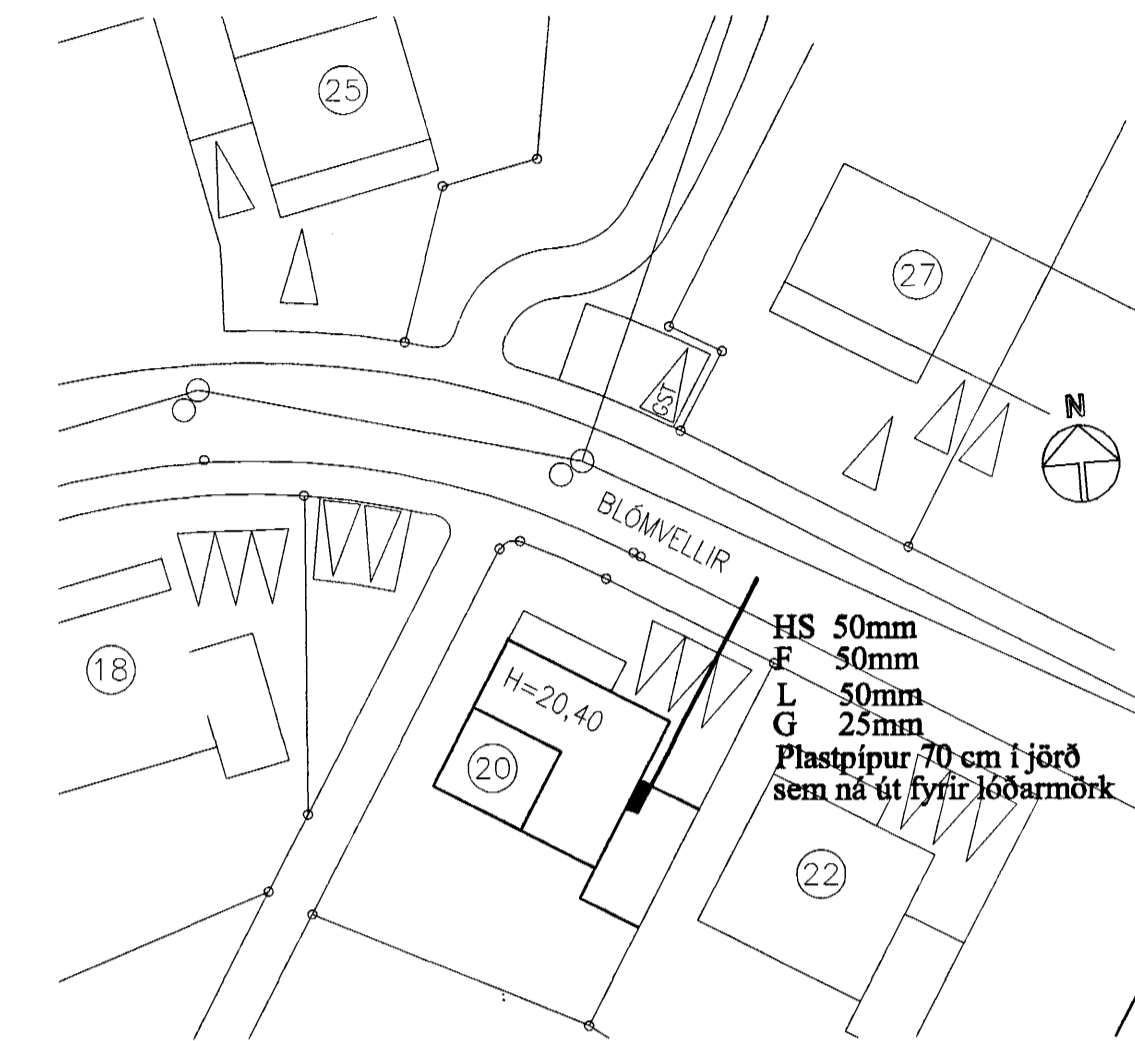 25
27
GST
N
BLÓMVELLIR
HS 50mm
F 50mm
L 50mm
G 25mm
Plastpípur 70 cm í jörð
sem ná út fyrir lóðarmörk
18
H=20,40
20
22